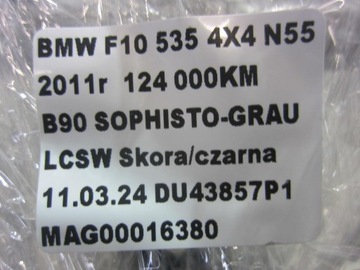 BMW F10 535 4X4 N55
2011r 124 000KM
B90 SOPHISTO-GRAU
LCSW Skora/czarna
11.03.24 DU43857P1
MAG00016380